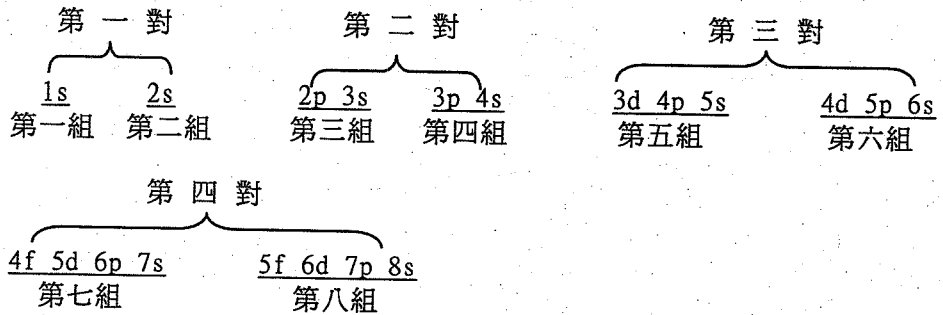 第 一 對 第 二 對 第 三 對
1s 2s 2p 3s 3p 4s 3d 4p 5s 4d 5p 6s
第一組 第二組 第三組 第四組 第五組 第六組
第 四 對
4f 5d 6p 7s 5f 6d 7p 8s
第七組 第八組